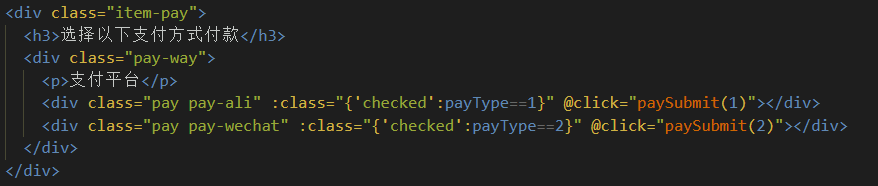 <div class="item-pay">
<h3>选择以下支付方式付款</h3>
<div class="pay-way">
<p>支付平台</p>
<div class="pay pay-ali" :class="{'checked':payType==1}" @click="paySubmit(1)"></div>
<div class="pay pay-wechat" :class="{'checked':payType==2}" @click="paySubmit(2)"></div>
</div>
</div>